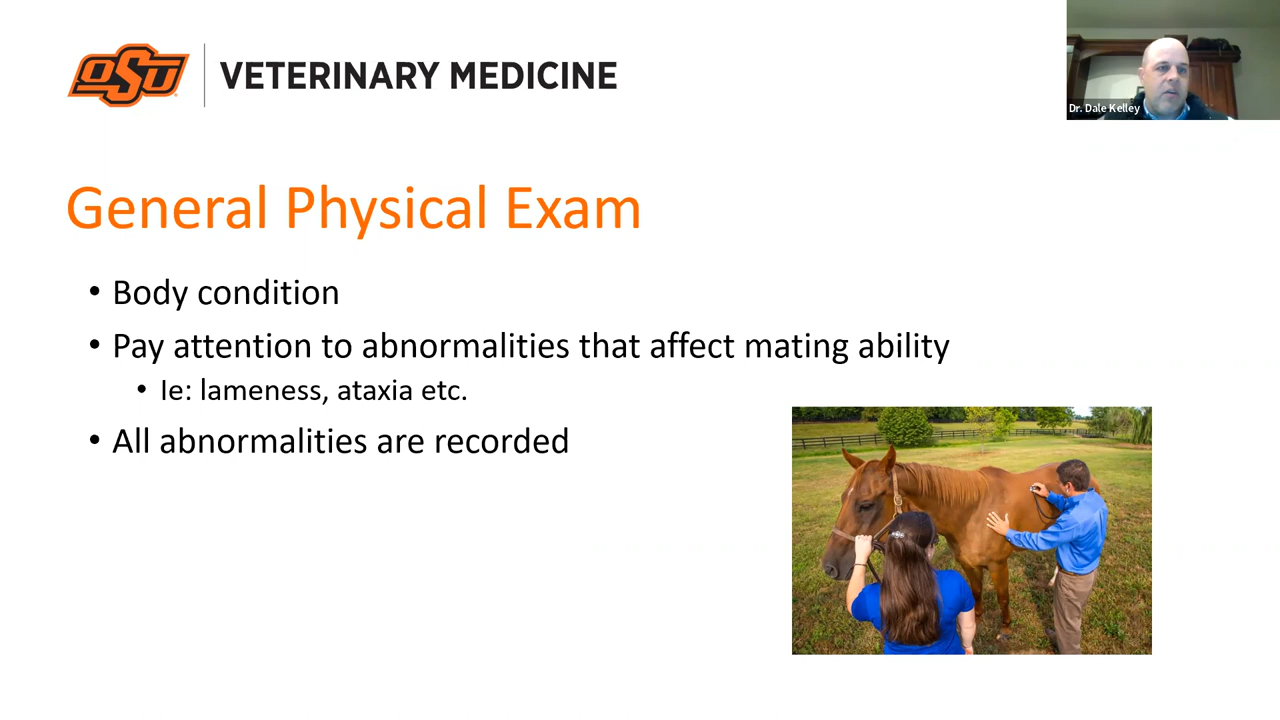 OSU
VETERINARY MEDICINE
Dr. Dale Kelley
General Physical Exam
• Body condition
• Pay attention to abnormalities that affect mating ability
• Ie: lameness, ataxia etc.
• All abnormalities are recorded